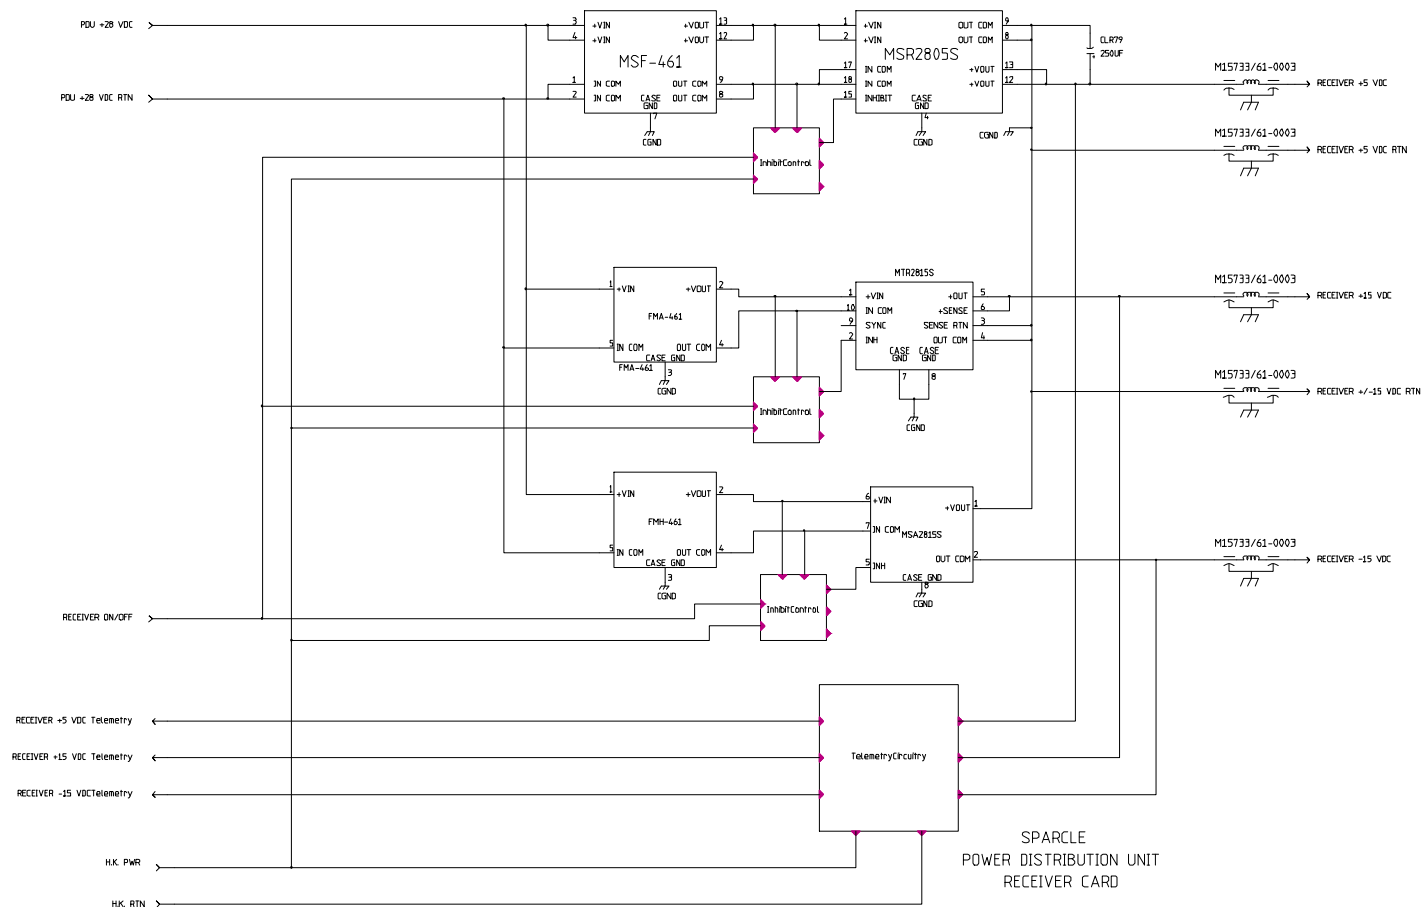 PDU +28 VDC
PDU +28 VDC RTN
3 +VIN
4 +VIN
+VOUT 13
+VOUT 12
MSF-461
1 IN COM
2 IN COM
OUT COM 9
OUT COM 8
CASE
GND
7
CGND
1 +VIN
2 +VIN
OUT COM 9
OUT COM 8
MSR2805S
17 IN COM
18 IN COM
15 INHIBIT
+VOUT 13
+VOUT 12
CASE
GND
4
CGND
CLR79
250UF
CGND
M15733/61-0003
RECEIVER +5 VDC
M15733/61-0003
RECEIVER +5 VDC RTN
InhibitControl
1 +VIN
+VOUT 2
FMA-461
5 IN COM
OUT COM 4
CASE GND
FMA-461
3
CGND
MTR2815S
1 +VIN
10 IN COM
9 SYNC
2 INH
+OUT 5
+SENSE 6
SENSE RTN 3
OUT COM 4
CASE
GND
CASE
GND
7
8
CGND
M15733/61-0003
RECEIVER +15 VDC
M15733/61-0003
RECEIVER +/-15 VDC RTN
InhibitControl
1 +VIN
+VOUT 2
FMH-461
5 IN COM
OUT COM 4
CASE GND
3
CGND
6 +VIN
+VOUT 1
7 IN COM
MSA2815S
OUT COM 2
5 INH
CASE GND
8
CGND
M15733/61-0003
RECEIVER -15 VDC
InhibitControl
RECEIVER ON/OFF
RECEIVER +5 VDC Telemetry
RECEIVER +15 VDC Telemetry
RECEIVER -15 VDCTelemetry
TelemetryCircuitry
H.K. PWR
H.K. RTN
SPARCLE
POWER DISTRIBUTION UNIT
RECEIVER CARD